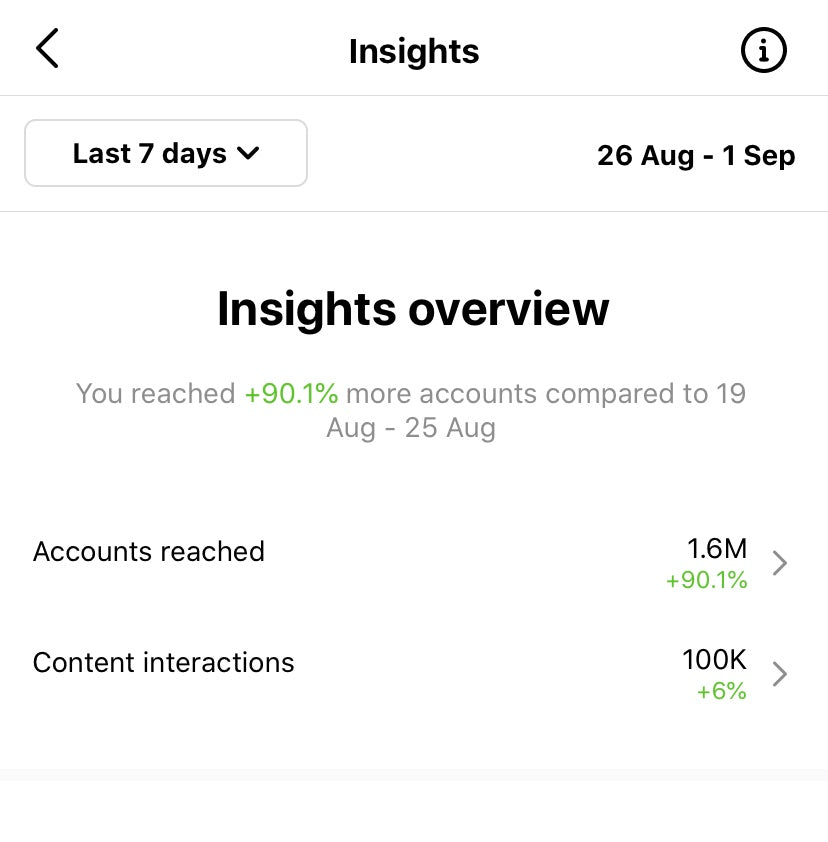 Insights
Last 7 days
26 Aug - 1 Sep
Insights overview
You reached +90.1% more accounts compared to 19
Aug - 25 Aug
Accounts reached
1.6M
+90.1%
Content interactions
100K
+6%